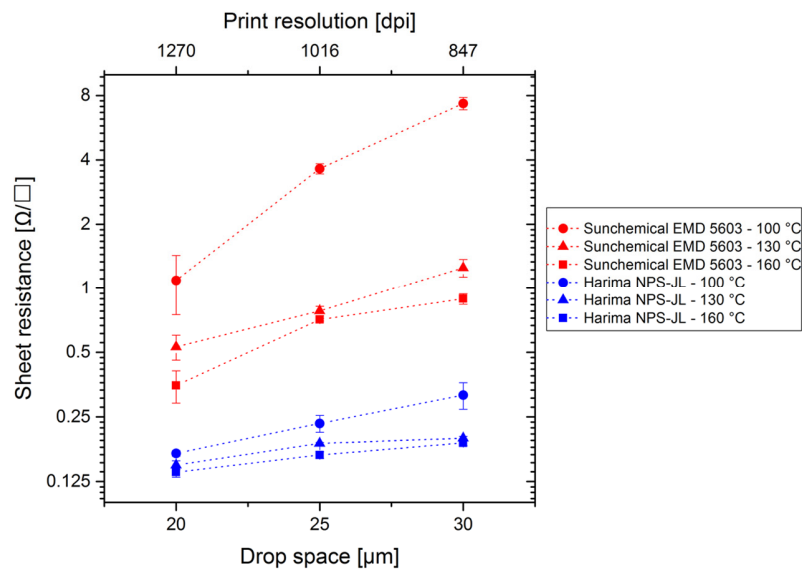 Print resolution [dpi]
1270 1016 847
8
4
2
1
0.5
0.25
0.125
Sheet resistance [Ω/□]
20 25 30
Drop space [µm]
Sunchemical EMD 5603 - 100 °C
Sunchemical EMD 5603 - 130 °C
Sunchemical EMD 5603 - 160 °C
Harima NPS-JL - 100 °C
Harima NPS-JL - 130 °C
Harima NPS-JL - 160 °C